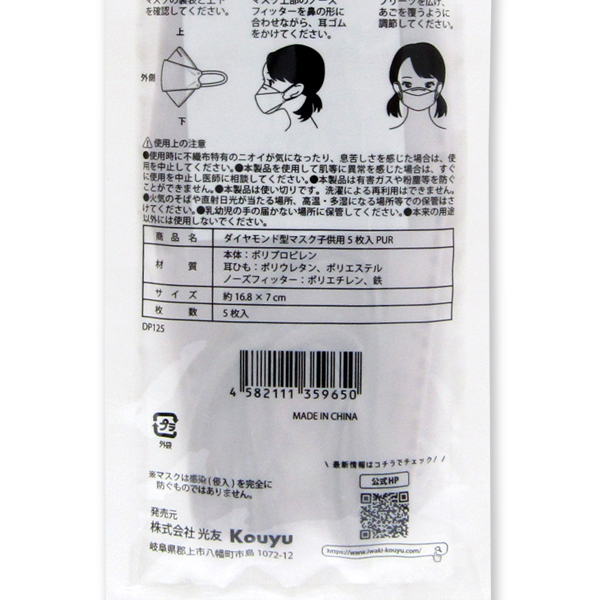 を確認してください。
マスク上部のノーズ
フィッターを鼻の形に
合わせながら、耳ゴム
をかけてください。
プリーツを広げ、
あごを覆うように
調節してください。
上
外側
下
⚠使用上の注意
●使用時に不織布特有のニオイが気になったり、息苦しさを感じた場合は、使
用を中止してください。●本製品を使用して肌等に異常を感じた場合は、すぐ
に使用を中止し医師に相談してください。●本製品は有害ガスや粉塵等を防ぐ
ことができません。●本製品は使い切りです。洗濯による再利用はできません。
●火気のそばや直射日光が当たる場所、高温・多湿になる場所等での保管はさ
けてください。●乳幼児の手の届かない場所に保管してください。●本来の用途
以外には使用しないでください。
商品名 ダイヤモンド型マスク子供用5枚入 PUR
材質 本体：ポリプロピレン
耳ひも：ポリウレタン、ポリエステル
ノーズフィッター：ポリエチレン、鉄
サイズ 約16.8×7cm
枚数 5枚入
DP125
4 582111 359650
MADE IN CHINA
プラ
外袋
※マスクは感染(侵入)を完全に
防ぐものではありません。
\最新情報はコチラでチェック!/
公式HP
https://www.iwaki-kouyu.com/
発売元
株式会社 光友 Kouyu
岐阜県郡上市八幡町市島 1072-12